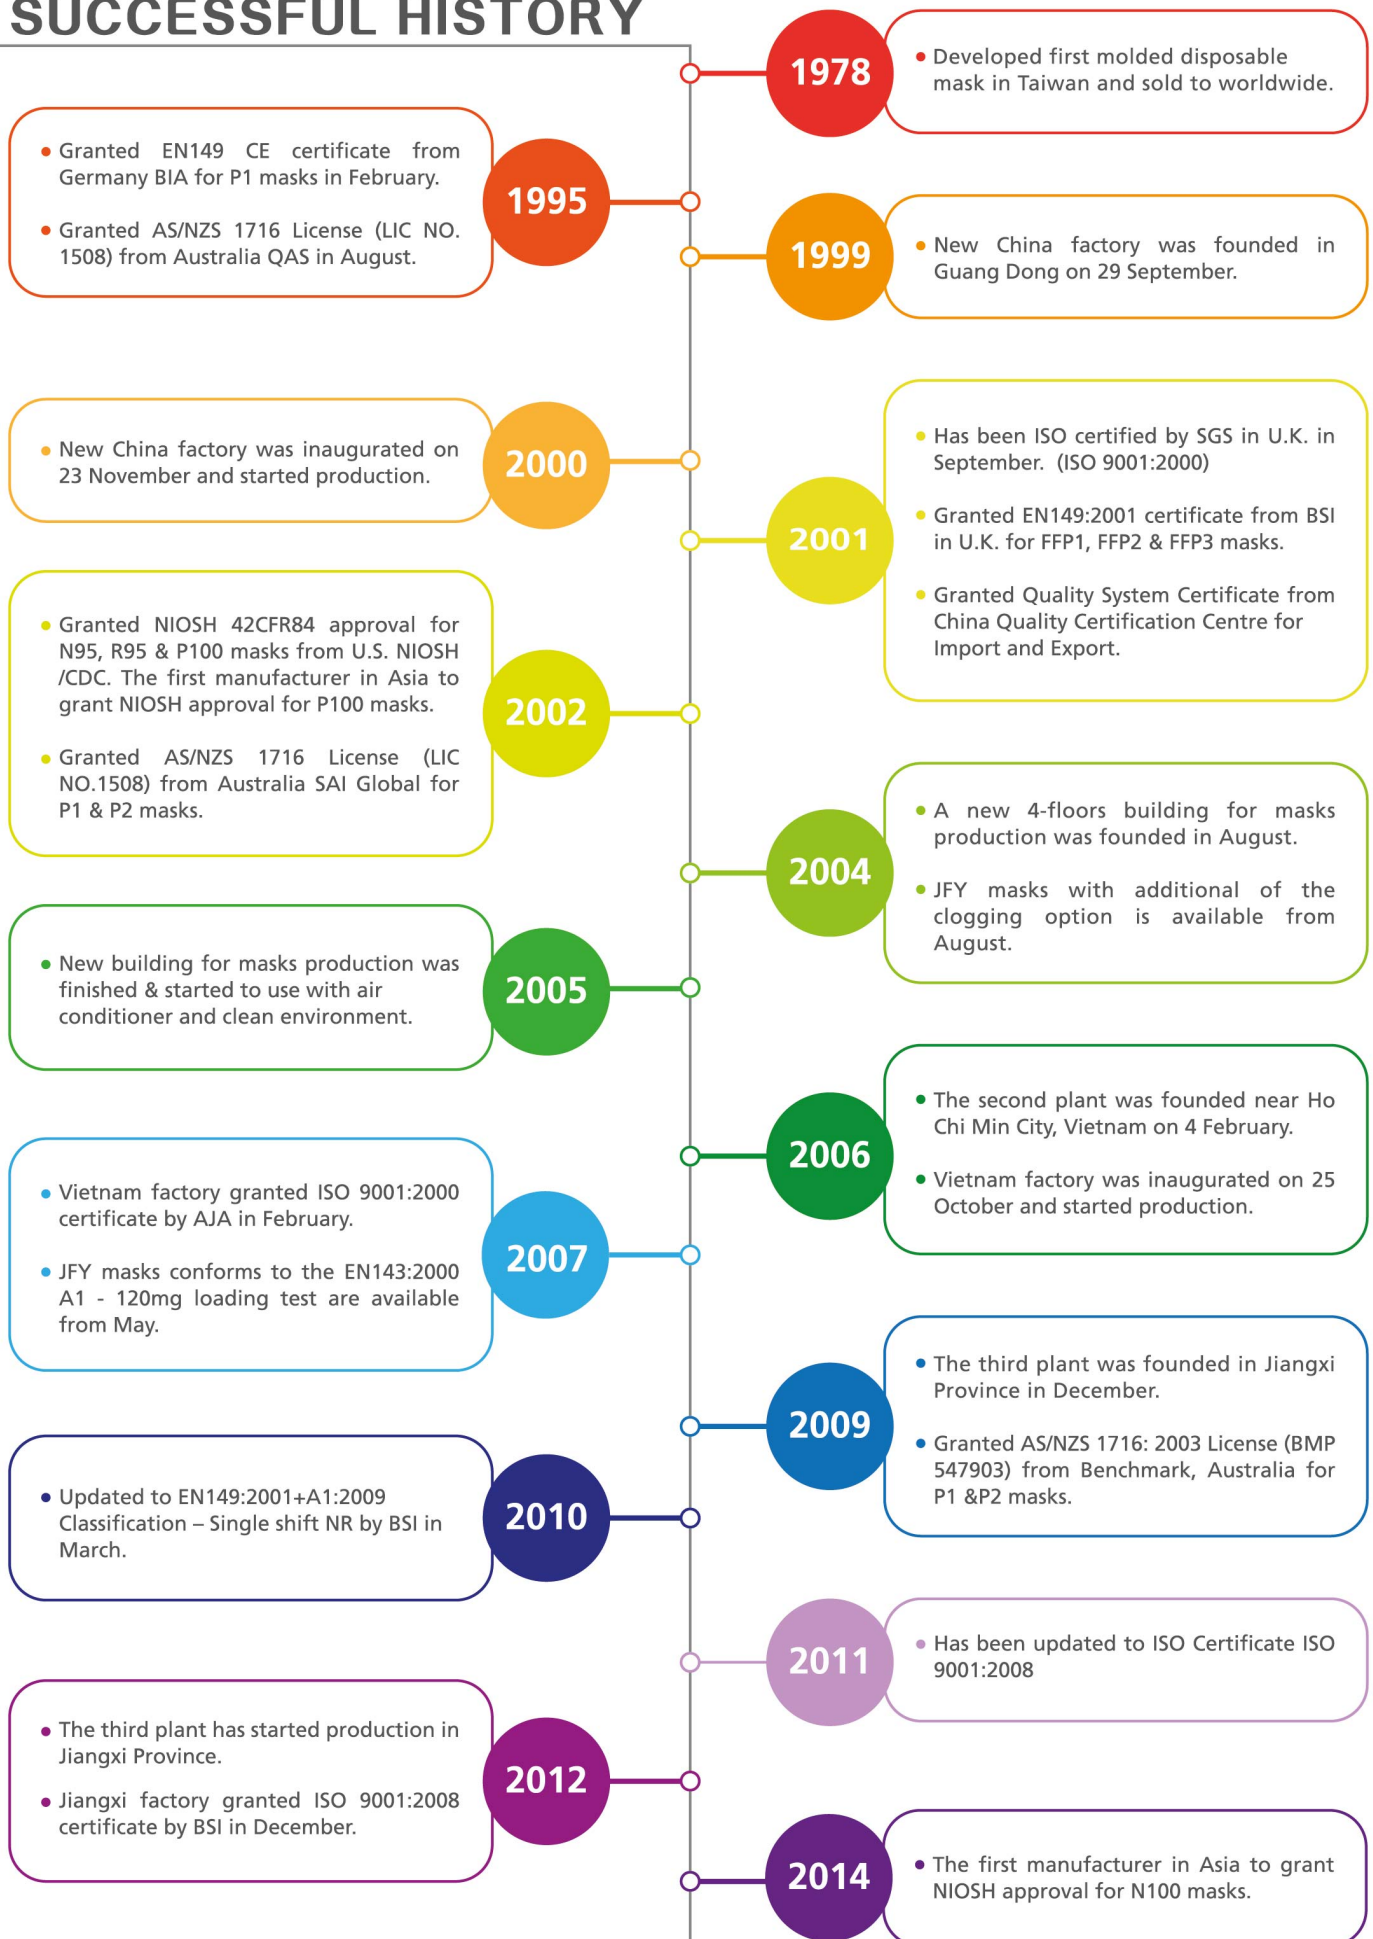 SUCCESSFUL HISTORY
1978
• Developed first molded disposable
mask in Taiwan and sold to worldwide.
1995
• Granted EN149 CE certificate from
Germany BIA for P1 masks in February.
• Granted AS/NZS 1716 License (LIC NO.
1508) from Australia QAS in August.
1999
• New China factory was founded in
Guang Dong on 29 September.
2000
• New China factory was inaugurated on
23 November and started production.
2001
• Has been ISO certified by SGS in U.K. in
September. (ISO 9001:2000)
• Granted EN149:2001 certificate from BSI
in U.K. for FFP1, FFP2 & FFP3 masks.
• Granted Quality System Certificate from
China Quality Certification Centre for
Import and Export.
2002
• Granted NIOSH 42CFR84 approval for
N95, R95 & P100 masks from U.S. NIOSH
/CDC. The first manufacturer in Asia to
grant NIOSH approval for P100 masks.
• Granted AS/NZS 1716 License (LIC
NO.1508) from Australia SAI Global for
P1 & P2 masks.
2004
• A new 4-floors building for masks
production was founded in August.
• JFY masks with additional of the
clogging option is available from
August.
2005
• New building for masks production was
finished & started to use with air
conditioner and clean environment.
2006
• The second plant was founded near Ho
Chi Min City, Vietnam on 4 February.
• Vietnam factory was inaugurated on 25
October and started production.
2007
• Vietnam factory granted ISO 9001:2000
certificate by AJA in February.
• JFY masks conforms to the EN143:2000
A1 - 120mg loading test are available
from May.
2009
• The third plant was founded in Jiangxi
Province in December.
• Granted AS/NZS 1716: 2003 License (BMP
547903) from Benchmark, Australia for
P1 &P2 masks.
2010
• Updated to EN149:2001+A1:2009
Classification – Single shift NR by BSI in
March.
2011
• Has been updated to ISO Certificate ISO
9001:2008
2012
• The third plant has started production in
Jiangxi Province.
• Jiangxi factory granted ISO 9001:2008
certificate by BSI in December.
2014
• The first manufacturer in Asia to grant
NIOSH approval for N100 masks.